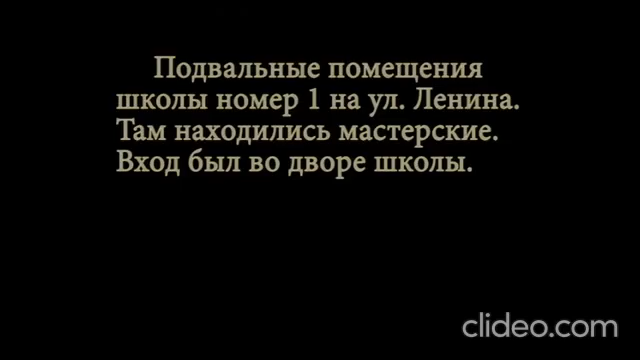 Подвальные помещения
школы номер 1 на ул. Ленина.
Там находились мастерские.
Вход был во дворе школы.
clideo.com